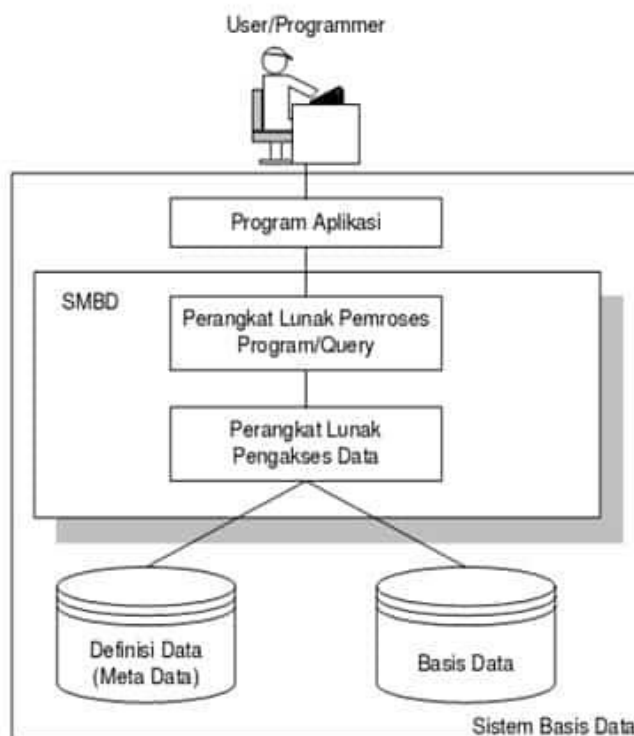 User/Programmer
Program Aplikasi
SMBD
Perangkat Lunak Pemroses
Program/Query
Perangkat Lunak
Pengakses Data
Definisi Data
(Meta Data)
Basis Data
Sistem Basis Data